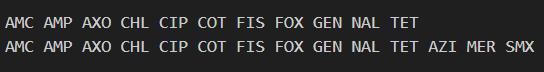 AMC AMP AXO CHL CIP COT FIS FOX GEN NAL TET
AMC AMP AXO CHL CIP COT FIS FOX GEN NAL TET AZI MER SMX